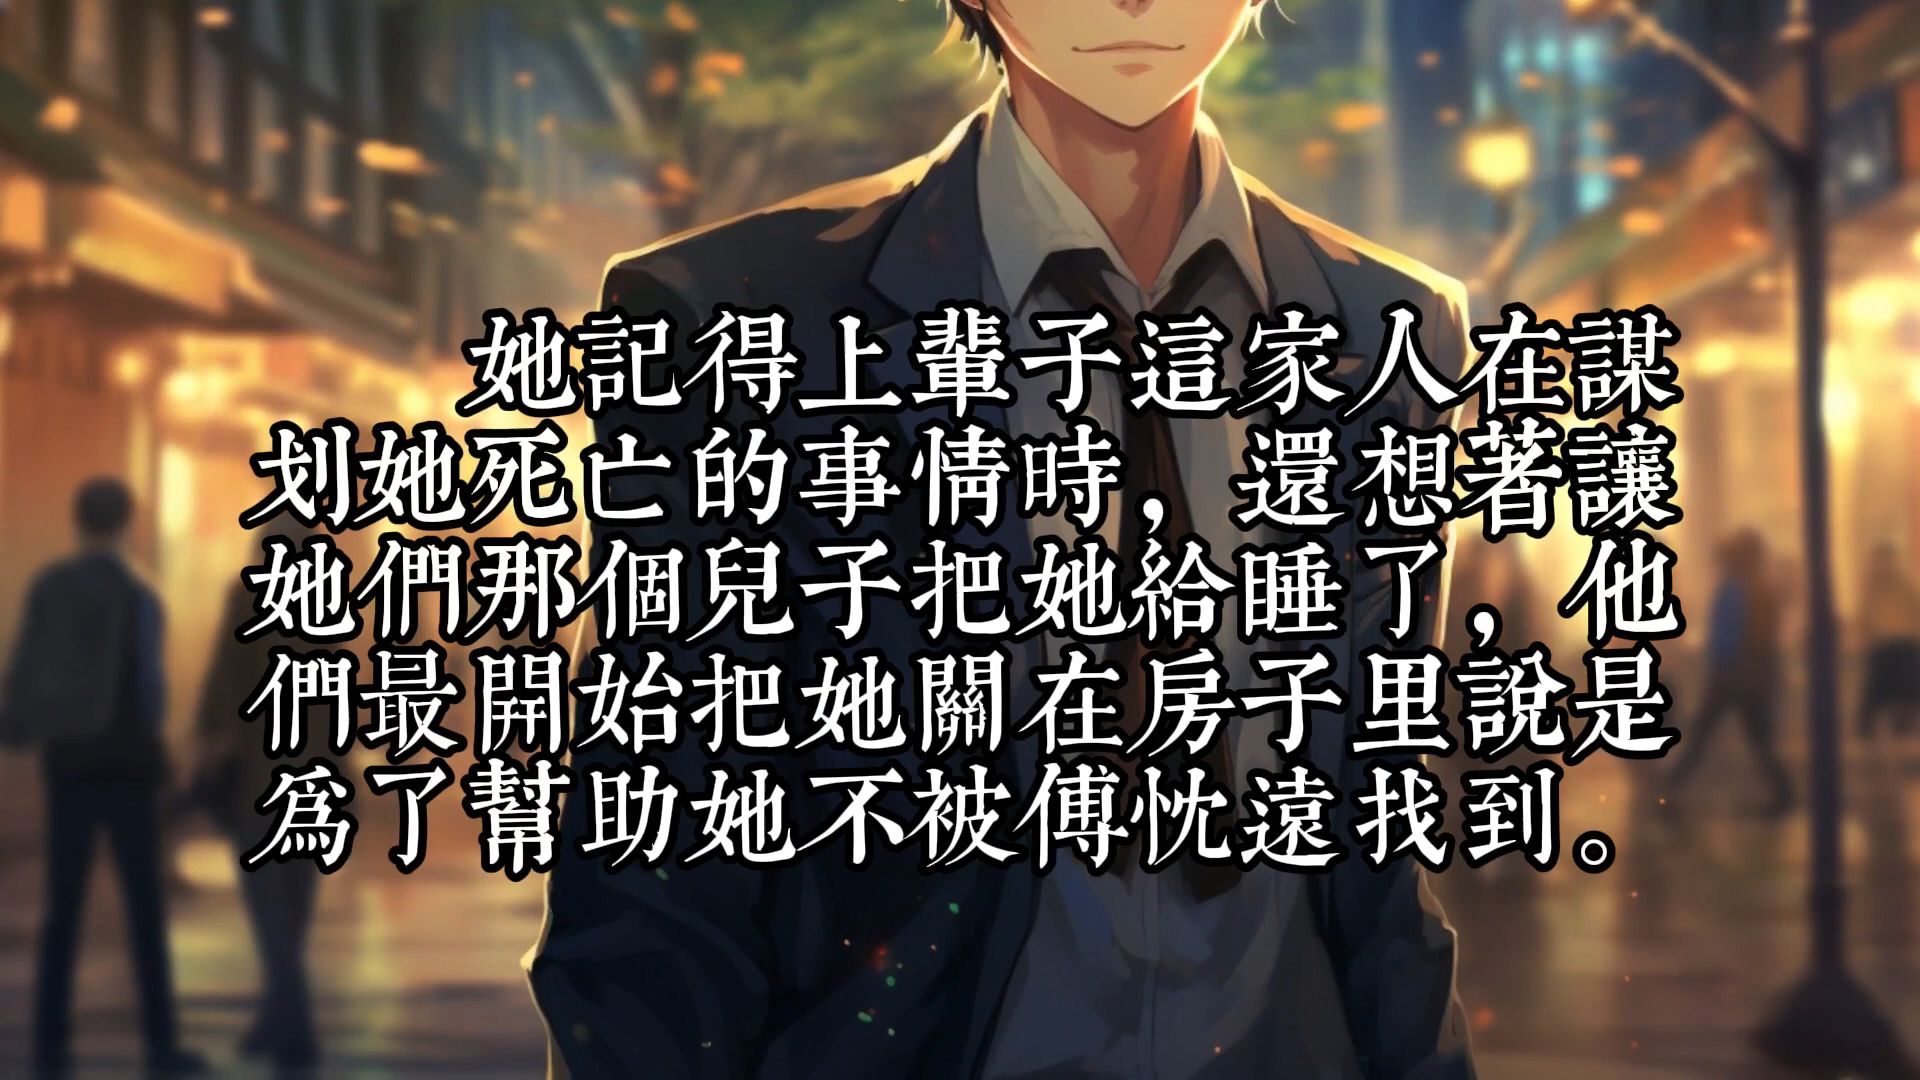 她記得上輩子這家人在謀
划她死亡的事情時，還想著讓
她們那個兒子把她給睡了，他
們最開始把她關在房子里說是
爲了幫助她不被傅忱遠找到。